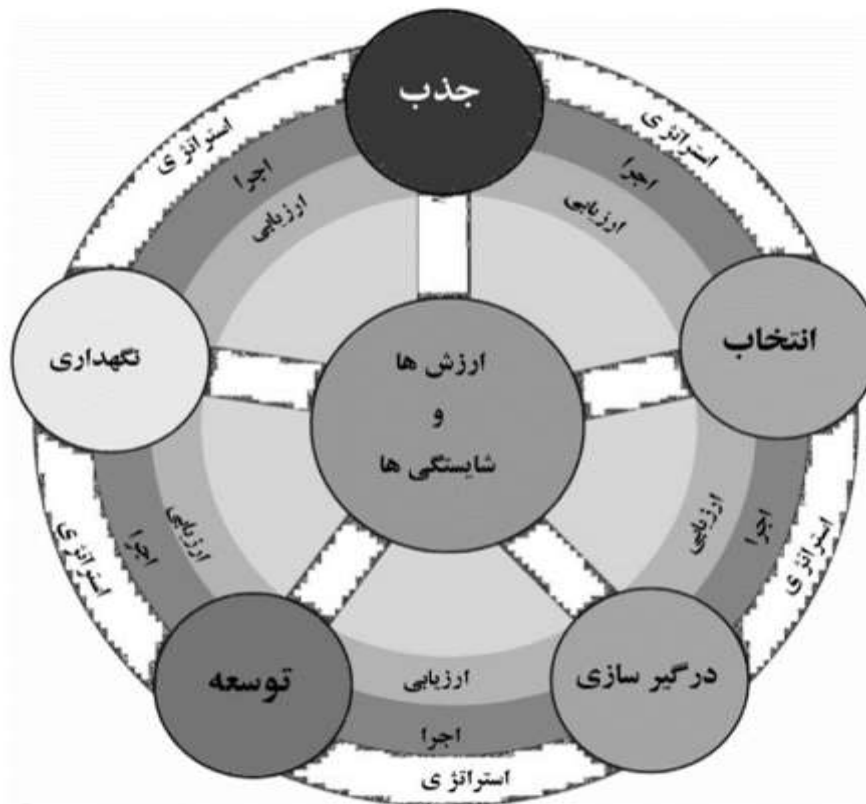 جذب
استراتژی
استراتژی
اجرا
اجرا
ارزیابی
ارزیابی
انتخاب
نگهداری
ارزش ها
و
شایستگی ها
ارزیابی
اجرا
استراتژی
ارزیابی
اجرا
استراتژی
درگیر سازی
توسعه
ارزیابی
اجرا
استراتژی